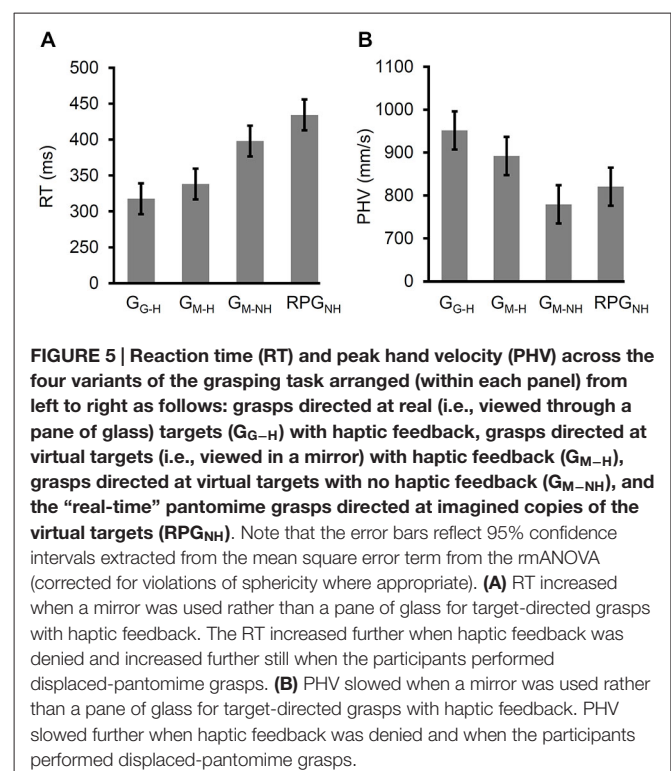 A
B
500
450
400
350
300
250
0
RT (ms)
G_G-H G_M-H G_M-NH RPG_NH
1100
1000
900
800
700
0
PHV (mm/s)
G_G-H G_M-H G_M-NH RPG_NH
FIGURE 5 | Reaction time (RT) and peak hand velocity (PHV) across the
four variants of the grasping task arranged (within each panel) from
left to right as follows: grasps directed at real (i.e., viewed through a
pane of glass) targets (G_G−H) with haptic feedback, grasps directed at
virtual targets (i.e., viewed in a mirror) with haptic feedback (G_M−H),
grasps directed at virtual targets with no haptic feedback (G_M−NH), and
the “real-time” pantomime grasps directed at imagined copies of the
virtual targets (RPG_NH). Note that the error bars reflect 95% confidence
intervals extracted from the mean square error term from the rmANOVA
(corrected for violations of sphericity where appropriate). (A) RT increased
when a mirror was used rather than a pane of glass for target-directed grasps
with haptic feedback. The RT increased further when haptic feedback was
denied and increased further still when the participants performed
displaced-pantomime grasps. (B) PHV slowed when a mirror was used rather
than a pane of glass for target-directed grasps with haptic feedback. PHV
slowed further when haptic feedback was denied and when the participants
performed displaced-pantomime grasps.